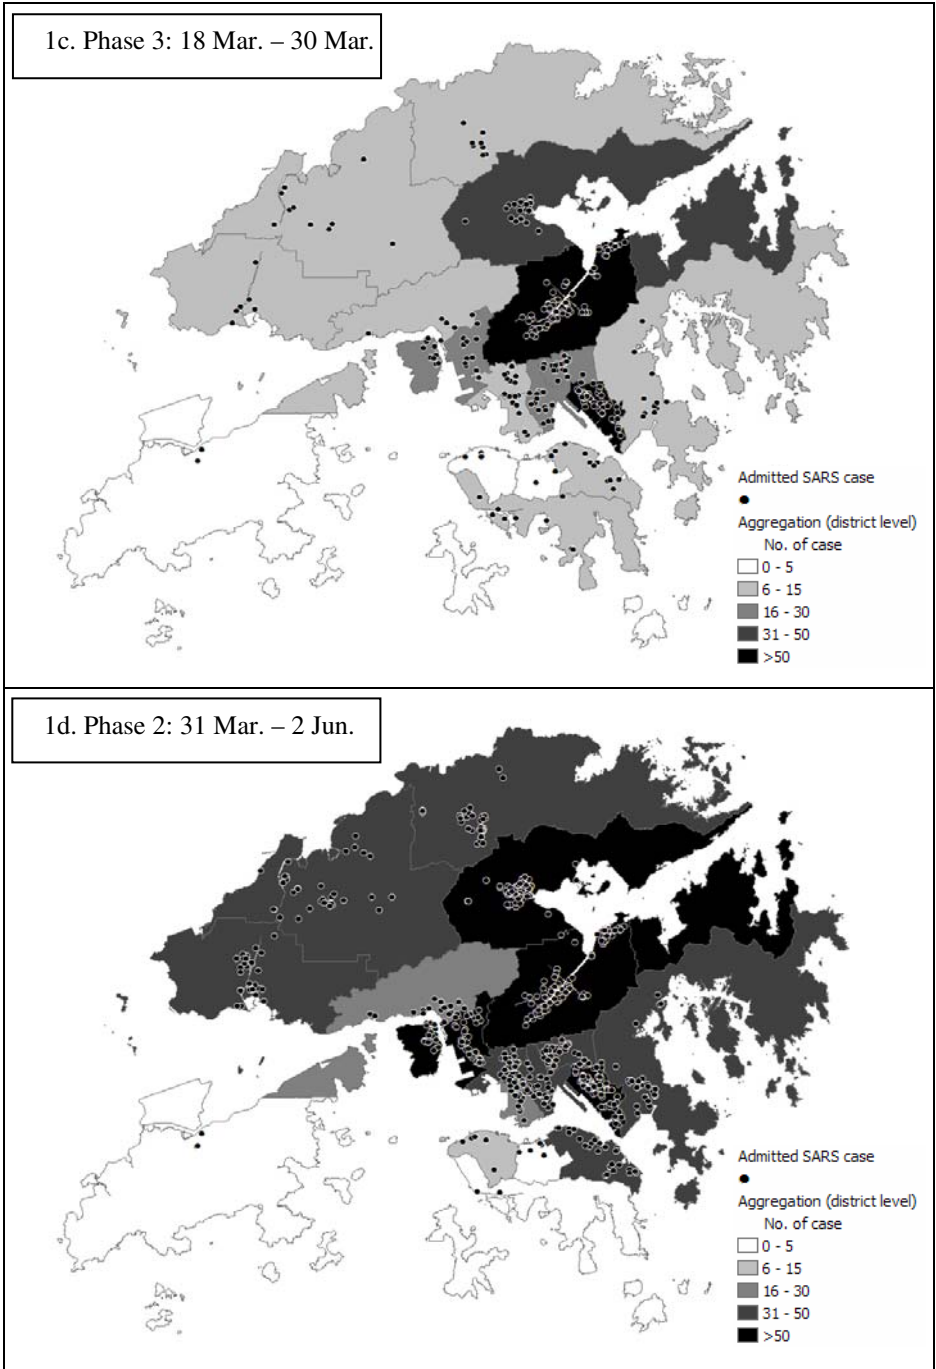 1c. Phase 3: 18 Mar. – 30 Mar.
Admitted SARS case
Aggregation (district level)
No. of case
0 - 5
6 - 15
16 - 30
31 - 50
>50
1d. Phase 2: 31 Mar. – 2 Jun.
Admitted SARS case
Aggregation (district level)
No. of case
0 - 5
6 - 15
16 - 30
31 - 50
>50